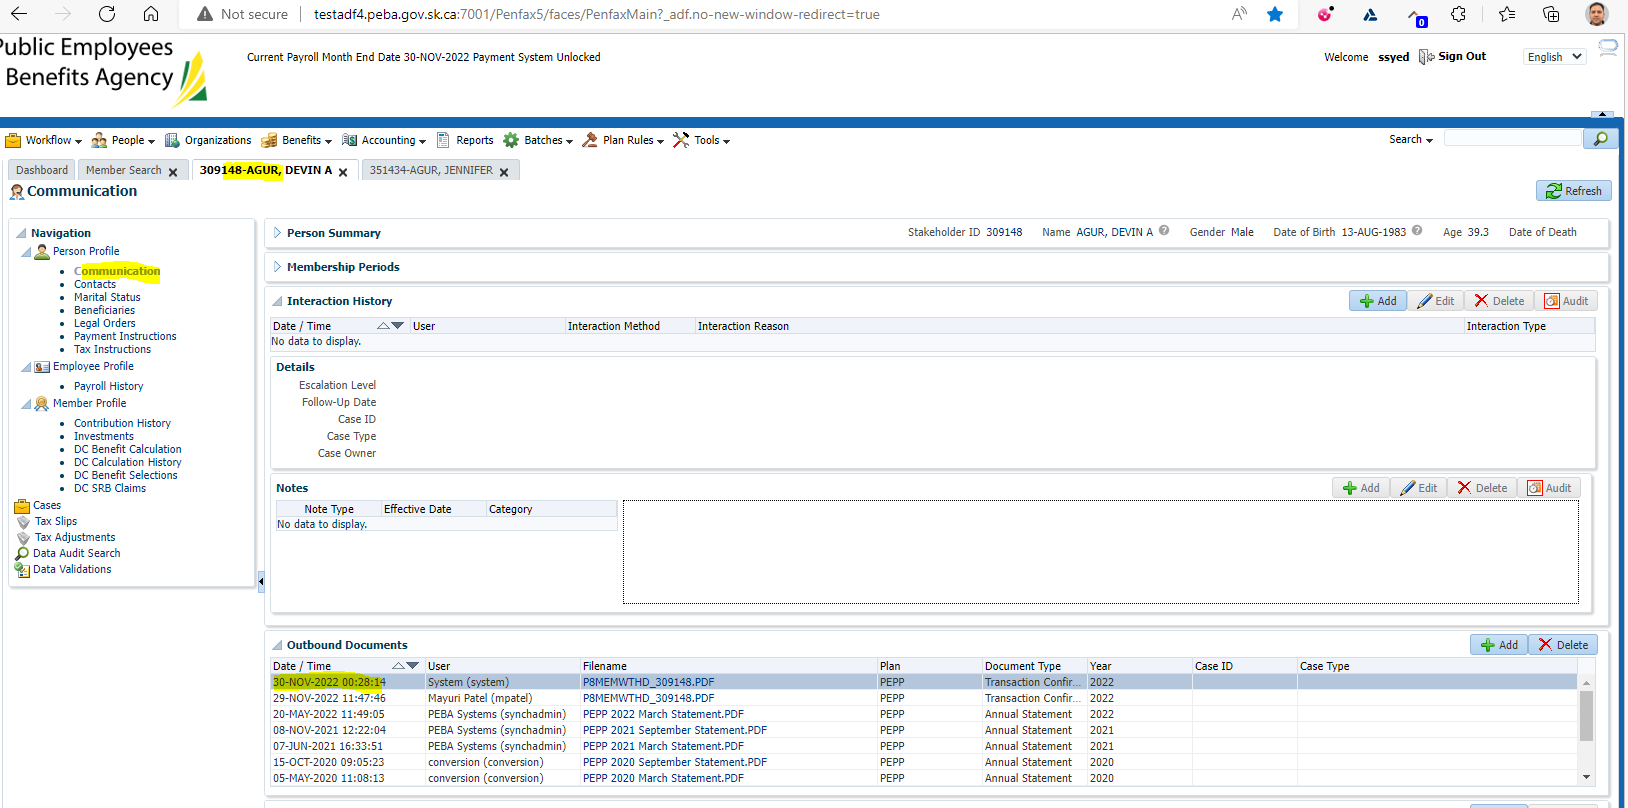 Not secure | testadf4.peba.gov.sk.ca:7001/Penfax5/faces/PenfaxMain?_adf.no-new-window-redirect=true
0
Public Employees
Benefits Agency
Current Payroll Month End Date 30-NOV-2022 Payment System Unlocked
Welcome ssyed Sign Out English
Workflow People Organizations Benefits Accounting Reports Batches Plan Rules Tools Search
Dashboard Member Search 309148-AGUR, DEVIN A 351434-AGUR, JENNIFER
Communication
Refresh
Navigation
Person Profile
Communication
Contacts
Marital Status
Beneficiaries
Legal Orders
Payment Instructions
Tax Instructions
Employee Profile
Payroll History
Member Profile
Contribution History
Investments
DC Benefit Calculation
DC Calculation History
DC Benefit Selections
DC SRB Claims
Cases
Tax Slips
Tax Adjustments
Data Audit Search
Data Validations
Person Summary Stakeholder ID 309148 Name AGUR, DEVIN A Gender Male Date of Birth 13-AUG-1983 Age 39.3 Date of Death
Membership Periods
Interaction History Add Edit Delete Audit
Date / Time User Interaction Method Interaction Reason Interaction Type
No data to display.
Details
Escalation Level
Follow-Up Date
Case ID
Case Type
Case Owner
Notes Add Edit Delete Audit
Note Type Effective Date Category
No data to display.
Outbound Documents Add Delete
Date / Time User Filename Plan Document Type Year Case ID Case Type
30-NOV-2022 00:28:14 System (system) P8MEMWTHD_309148.PDF PEPP Transaction Confir... 2022
29-NOV-2022 11:47:46 Mayuri Patel (mpatel) P8MEMWTHD_309148.PDF PEPP Transaction Confir... 2022
20-MAY-2022 11:49:05 PEBA Systems (synchadmin) PEPP 2022 March Statement.PDF PEPP Annual Statement 2022
08-NOV-2021 12:22:04 PEBA Systems (synchadmin) PEPP 2021 September Statement.PDF PEPP Annual Statement 2021
07-JUN-2021 16:33:51 PEBA Systems (synchadmin) PEPP 2021 March Statement.PDF PEPP Annual Statement 2021
15-OCT-2020 09:05:23 conversion (conversion) PEPP 2020 September Statement.PDF PEPP Annual Statement 2020
05-MAY-2020 11:08:13 conversion (conversion) PEPP 2020 March Statement.PDF PEPP Annual Statement 2020